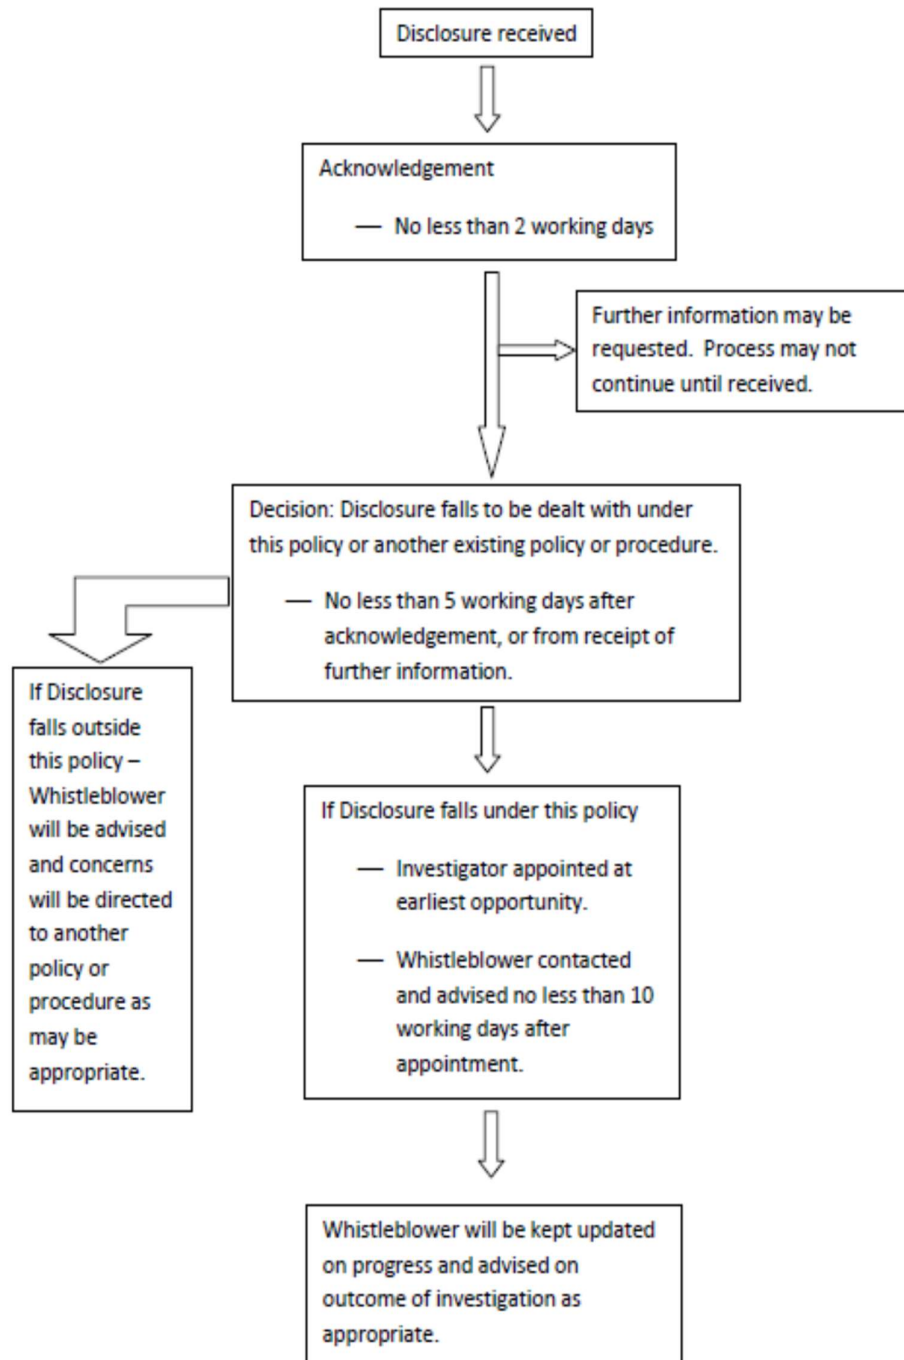 Disclosure received
Acknowledgement
— No less than 2 working days
Further information may be
requested.  Process may not
continue until received.
Decision: Disclosure falls to be dealt with under
this policy or another existing policy or procedure.
— No less than 5 working days after
acknowledgement, or from receipt of
further information.
If Disclosure
falls outside
this policy –
Whistleblower
will be advised
and concerns
will be directed
to another
policy or
procedure as
may be
appropriate.
If Disclosure falls under this policy
— Investigator appointed at
earliest opportunity.
— Whistleblower contacted
and advised no less than 10
working days after
appointment.
Whistleblower will be kept updated
on progress and advised on
outcome of investigation as
appropriate.